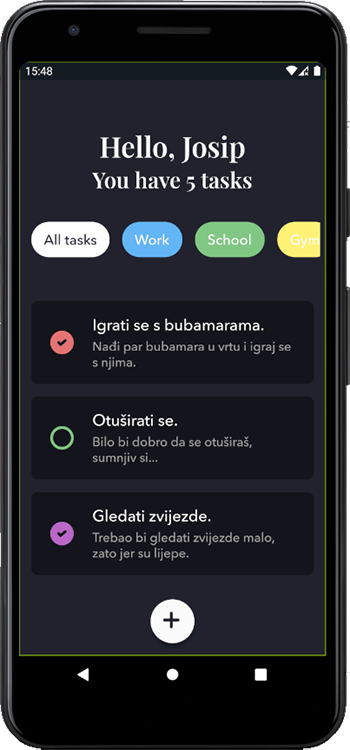 15:48
Hello, Josip
You have 5 tasks
All tasks
Work
School
Gym
Igrati se s bubamarama.
Nađi par bubamara u vrtu i igraj se
s njima.
Otuširati se.
Bilo bi dobro da se otuširaš,
sumnjiv si...
Gledati zvijezde.
Trebao bi gledati zvijezde malo,
zato jer su lijepe.